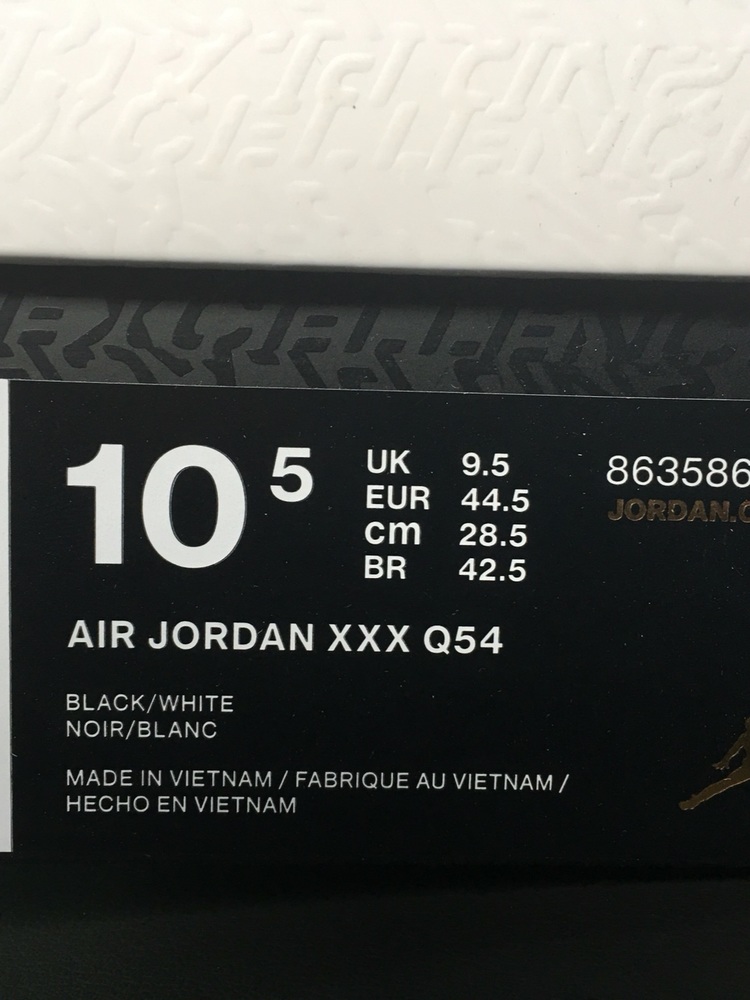 10 5
UK 9.5
EUR 44.5
cm 28.5
BR 42.5
863586
AIR JORDAN XXX Q54
BLACK/WHITE
NOIR/BLANC
MADE IN VIETNAM / FABRIQUE AU VIETNAM /
HECHO EN VIETNAM